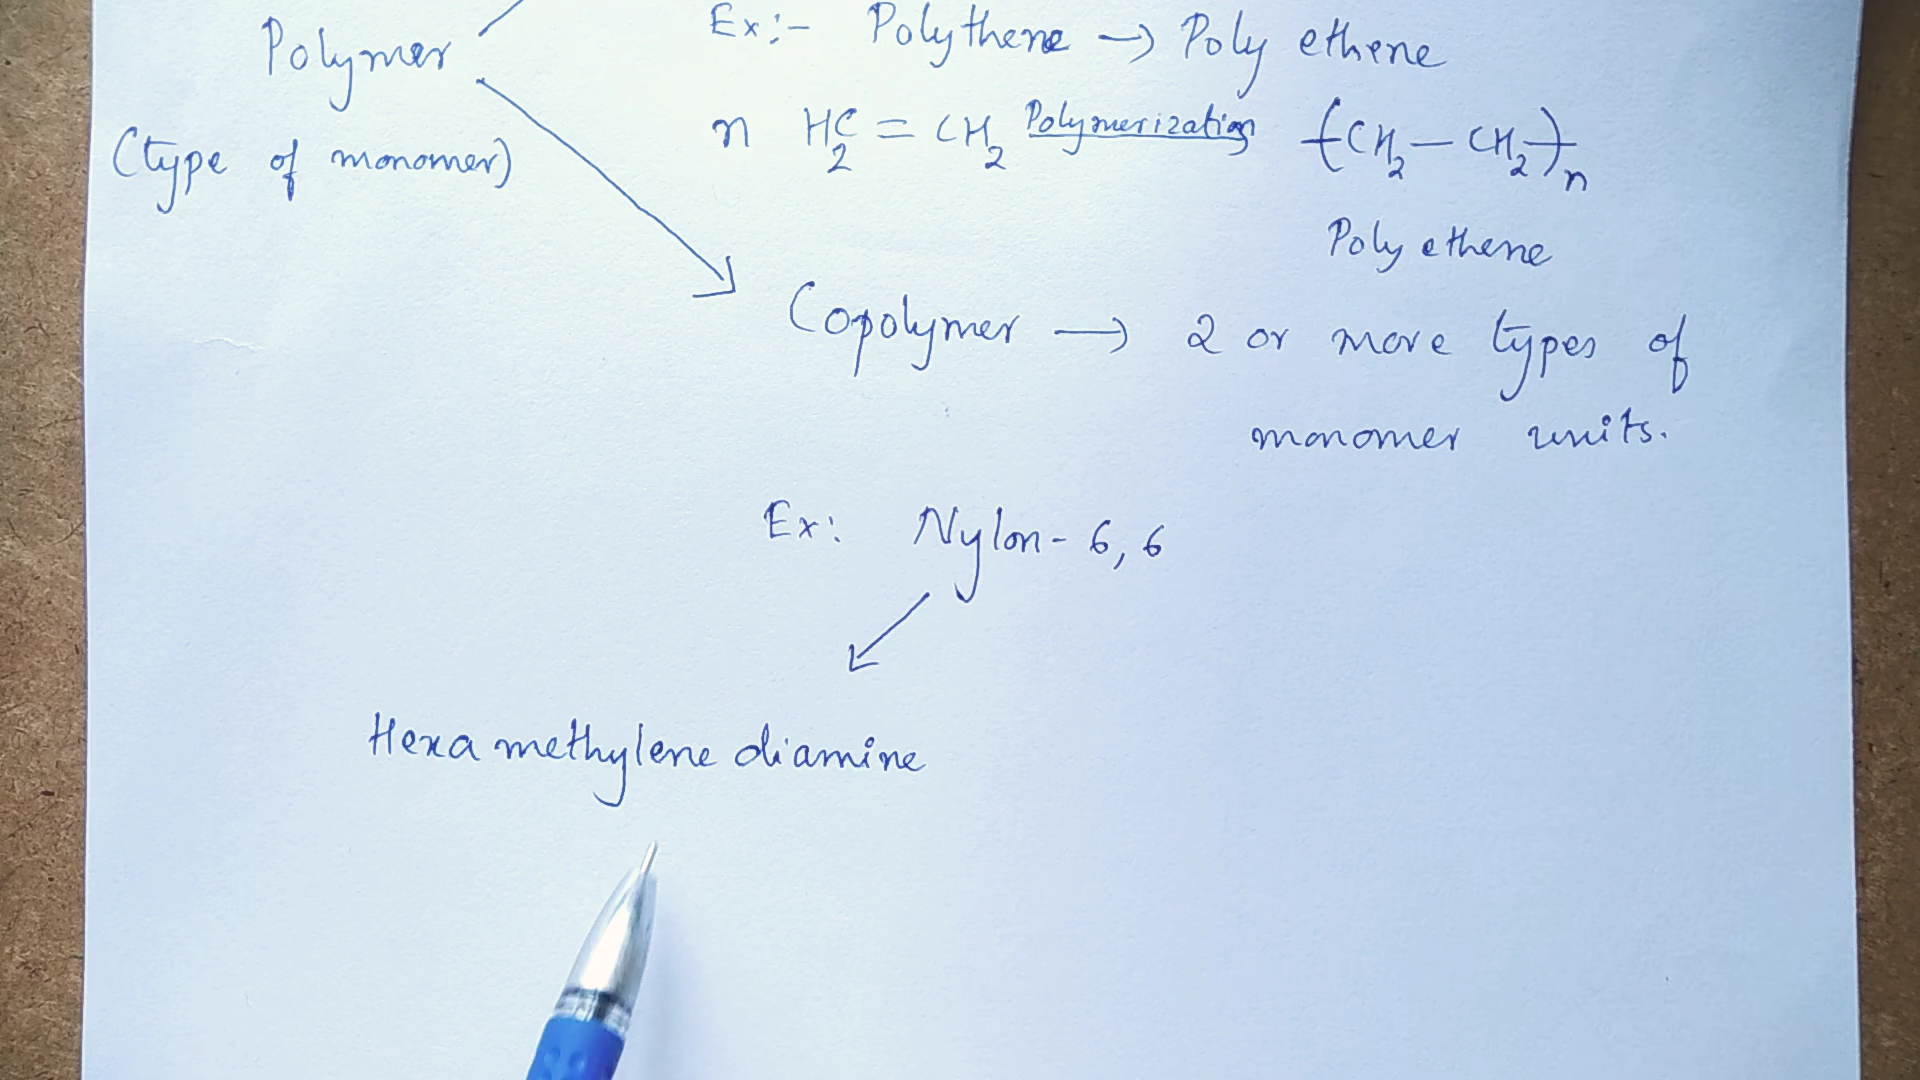 Ex:- Polythene → Poly ethene
Polymer
n H₂C = CH₂ Polymerization (CH₂ — CH₂)n
(type of monomer)
Poly ethene
Copolymer → 2 or more types of
monomer units.
Ex: Nylon- 6, 6
Hexa methylene diamine